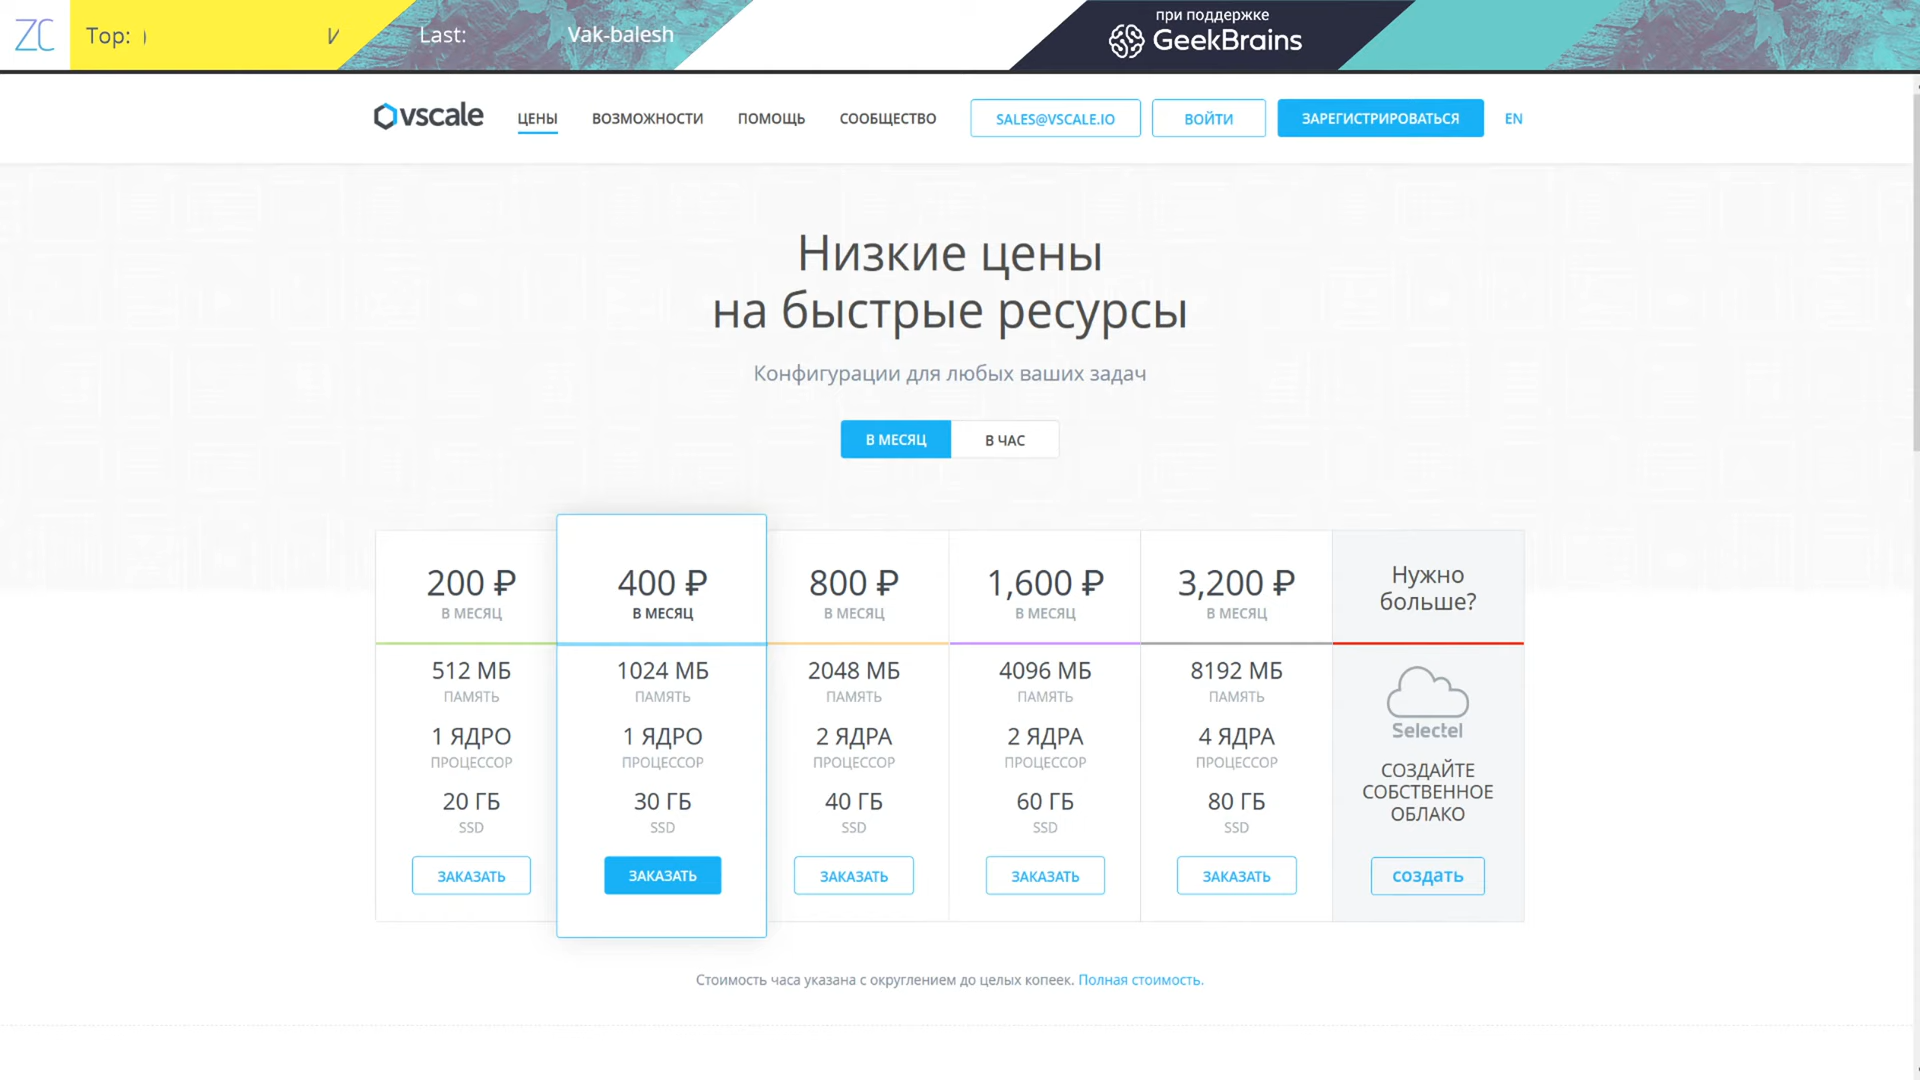 ZC
Top:
Last:
Vak-balesh
при поддержке
GeekBrains
vscale
ЦЕНЫ
ВОЗМОЖНОСТИ
ПОМОЩЬ
СООБЩЕСТВО
SALES@VSCALE.IO
ВОЙТИ
ЗАРЕГИСТРИРОВАТЬСЯ
EN
Низкие цены
на быстрые ресурсы
Конфигурации для любых ваших задач
В МЕСЯЦ
В ЧАС
200 ₽
В МЕСЯЦ
512 МБ
ПАМЯТЬ
1 ЯДРО
ПРОЦЕССОР
20 ГБ
SSD
ЗАКАЗАТЬ
400 ₽
В МЕСЯЦ
1024 МБ
ПАМЯТЬ
1 ЯДРО
ПРОЦЕССОР
30 ГБ
SSD
ЗАКАЗАТЬ
800 ₽
В МЕСЯЦ
2048 МБ
ПАМЯТЬ
2 ЯДРА
ПРОЦЕССОР
40 ГБ
SSD
ЗАКАЗАТЬ
1,600 ₽
В МЕСЯЦ
4096 МБ
ПАМЯТЬ
2 ЯДРА
ПРОЦЕССОР
60 ГБ
SSD
ЗАКАЗАТЬ
3,200 ₽
В МЕСЯЦ
8192 МБ
ПАМЯТЬ
4 ЯДРА
ПРОЦЕССОР
80 ГБ
SSD
ЗАКАЗАТЬ
Нужно
больше?
Selectel
СОЗДАЙТЕ
СОБСТВЕННОЕ
ОБЛАКО
создать
Стоимость часа указана с округлением до целых копеек. Полная стоимость.